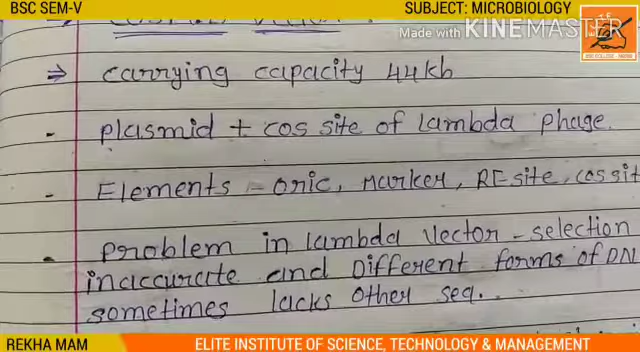 BSC SEM-V
SUBJECT: MICROBIOLOGY
Made with KINEMASTER
⇒ carrying capacity 44kb
- Plasmid + cos site of lambda phage.
- Elements - oric, Marker, RE site, cos sit
- Problem in lambda vector - selection
inaccurate and Different forms of DN
sometimes lacks other seq..
REKHA MAM
ELITE INSTITUTE OF SCIENCE, TECHNOLOGY & MANAGEMENT